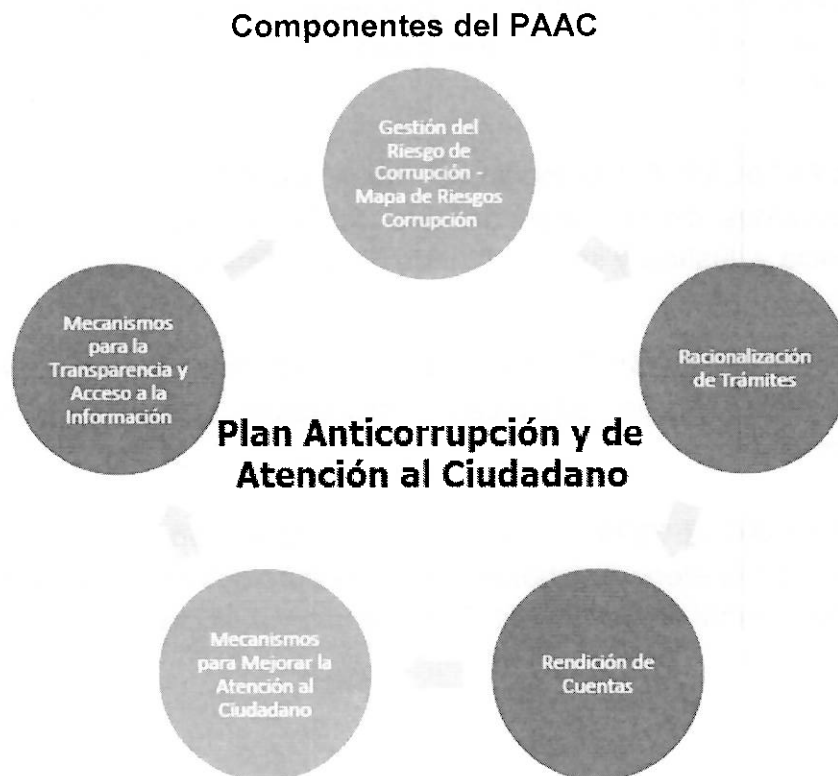 Componentes del PAAC
Gestión del
Riesgo de
Corrupción -
Mapa de Riesgos
Corrupción
Racionalización
de Trámites
Rendición de
Cuentas
Mecanismos
para Mejorar la
Atención al
Ciudadano
Mecanismos
para la
Transparencia y
Acceso a la
Información
Plan Anticorrupción y de
Atención al Ciudadano